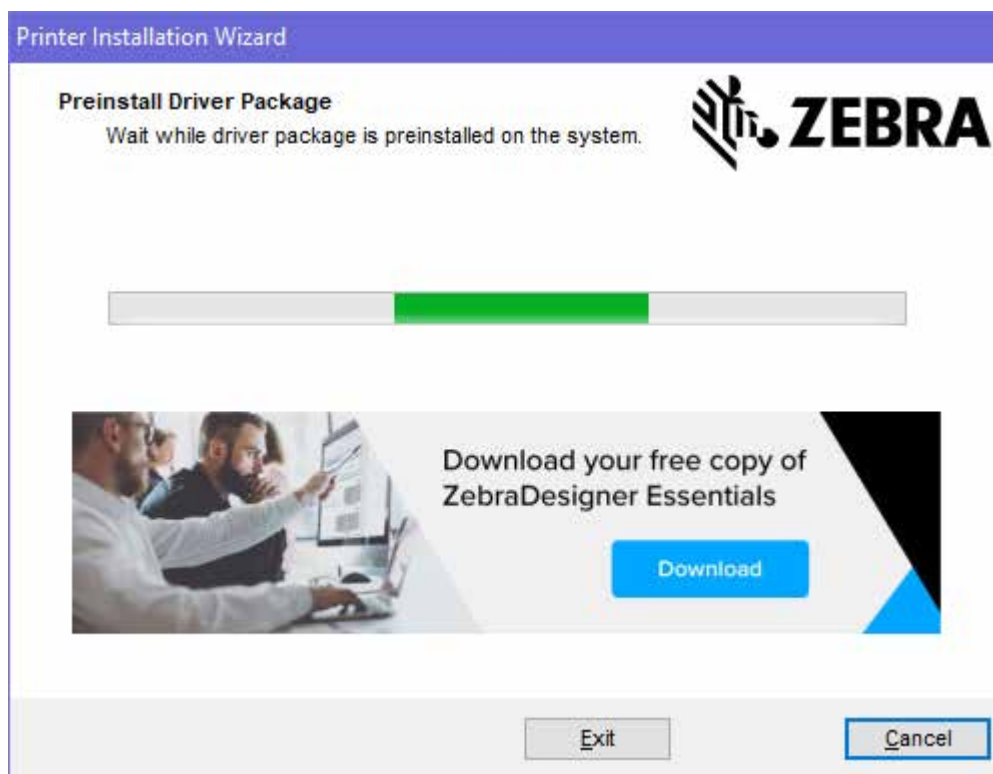 Printer Installation Wizard
Preinstall Driver Package
Wait while driver package is preinstalled on the system.
ZEBRA
Download your free copy of
ZebraDesigner Essentials
Download
Exit
Cancel